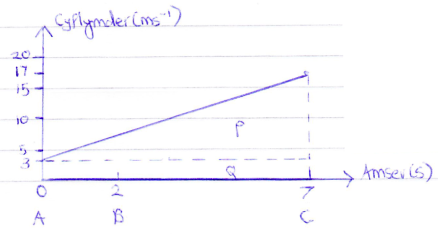 Cyflymder (ms⁻¹)
20
17
15
10
P
5
3
Q
Amser (s)
0 2 7
A B C